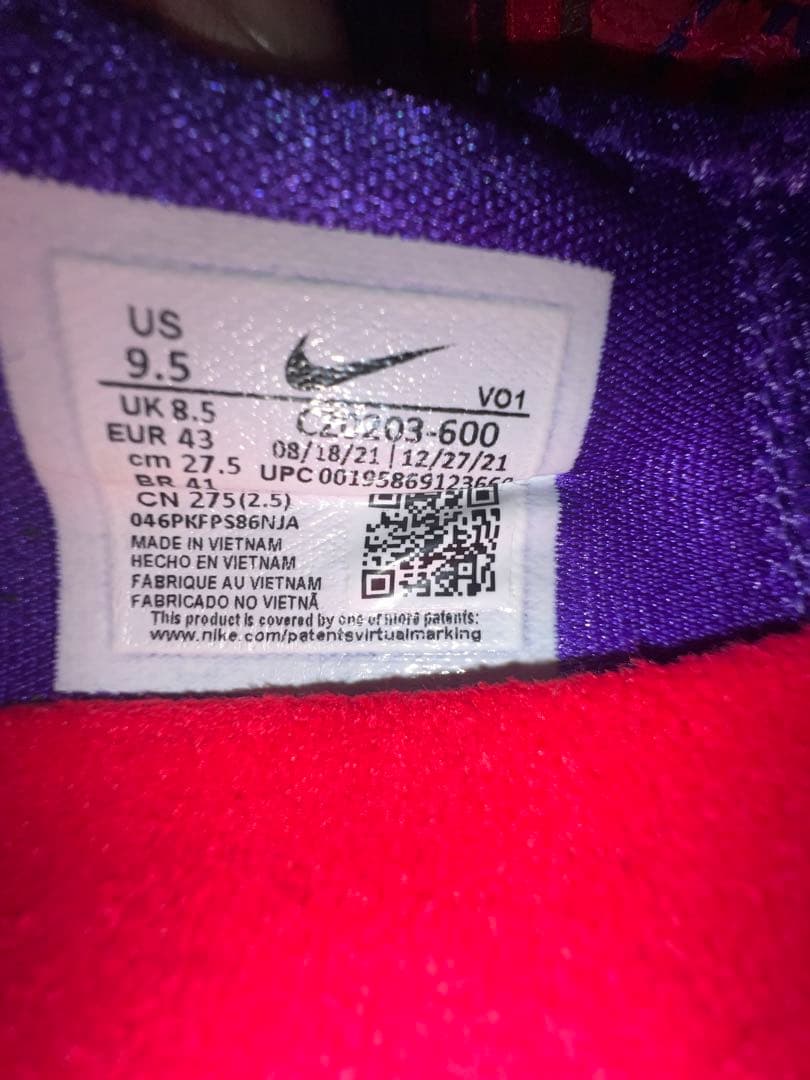 US
9.5
VO1
UK 8.5
EUR 43
08/18/21 | 12/27/21
cm 27.5
BR 41
CN 275(2.5)
046PKFPS86NJA
MADE IN VIETNAM
HECHO EN VIETNAM
FABRIQUE AU VIETNAM
FABRICADO NO VIETNÃ
This product is covered by one or more patents:
www.nike.com/patentsvirtualmarking
UPC